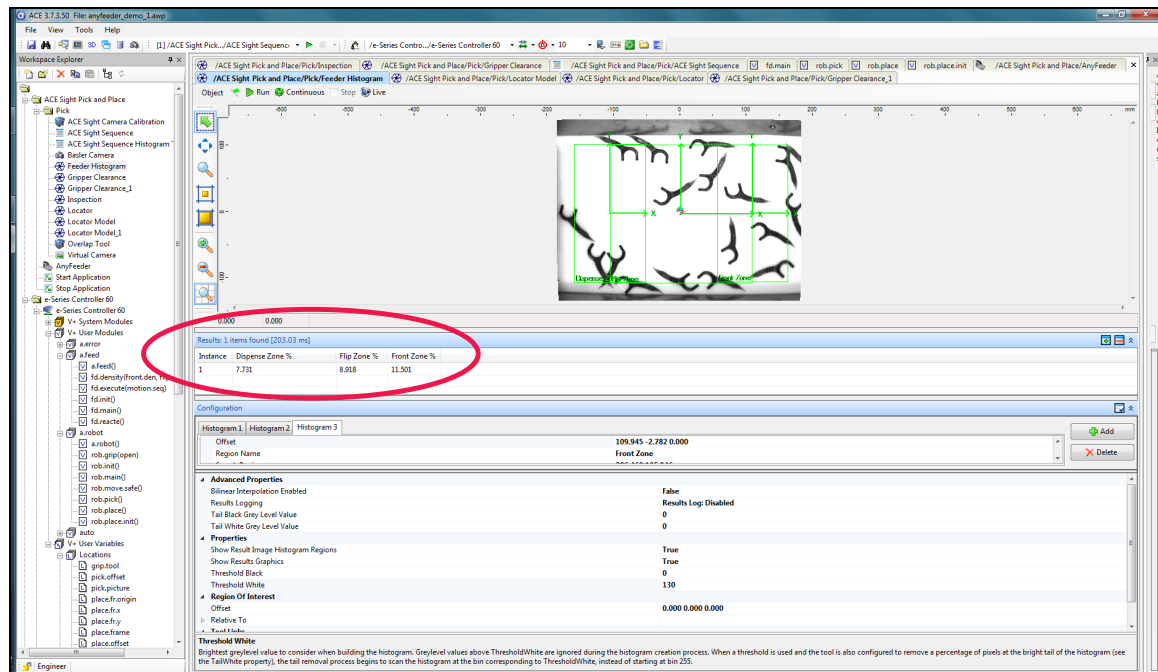 ACE 3.7.3.50 File: anyfeeder_demo_1.awp
File View Tools Help
[1] /ACE Sight Pick.../ACE Sight Sequence /e-Series Contro.../e-Series Controller 60 10
Workspace Explorer
/ACE Sight Pick and Place/Pick/Inspection /ACE Sight Pick and Place/Pick/Gripper Clearance /ACE Sight Pick and Place/Pick/ACE Sight Sequence fd.main rob.pick rob.place rob.place.init /ACE Sight Pick and Place/AnyFeeder
/ACE Sight Pick and Place/Pick/Feeder Histogram /ACE Sight Pick and Place/Pick/Locator Model /ACE Sight Pick and Place/Pick/Locator /ACE Sight Pick and Place/Pick/Gripper Clearance_1
Object Run Continuous Stop Live
-600 -500 -400 -300 -200 -100 0 100 200 300 400 500 600 mm
ACE Sight Pick and Place
Pick
ACE Sight Camera Calibration
ACE Sight Sequence
ACE Sight Sequence Histogram
Basler Camera
Feeder Histogram
Gripper Clearance
Gripper Clearance_1
Inspection
Locator
Locator Model
Locator Model_1
Overlap Tool
Virtual Camera
AnyFeeder
Start Application
Stop Application
e-Series Controller 60
e-Series Controller 60
V+ System Modules
V+ User Modules
a.error
a.feed
a.feed()
fd.density(front.den,
fd.execute(motion.seq)
fd.init()
fd.main()
fd.reacte()
a.robot
a.robot()
rob.grip(open)
rob.init()
rob.main()
rob.move.safe()
rob.pick()
rob.place()
rob.place.init()
auto
V+ User Variables
Locations
grip.tool
pick.offset
pick.picture
place.fr.origin
place.fr.x
place.fr.y
place.frame
place.offset
Engineer
Y Y
X X
Dispense Zone Front Zone
0.000 0.000
Results: 1 items found [203.03 ms]
Instance Dispense Zone % Flip Zone % Front Zone %
1 7.731 8.918 11.501
Configuration
Histogram 1 Histogram 2 Histogram 3
Offset 109.945 -2.782 0.000
Region Name Front Zone
Add
Delete
Advanced Properties
Bilinear Interpolation Enabled False
Results Logging Results Log: Disabled
Tail Black Grey Level Value 0
Tail White Grey Level Value 0
Properties
Show Result Image Histogram Regions True
Show Results Graphics True
Threshold Black 0
Threshold White 130
Region Of Interest
Offset 0.000 0.000 0.000
Relative To
Tool Links
Threshold White
Brightest greylevel value to consider when building the histogram. Greylevel values above ThresholdWhite are ignored during the histogram creation process. When a threshold is used and the tool is also configured to remove a percentage of pixels at the bright tail of the histogram (see
the TailWhite property), the tail removal process begins to scan the histogram at the bin corresponding to ThresholdWhite, instead of starting at bin 255.